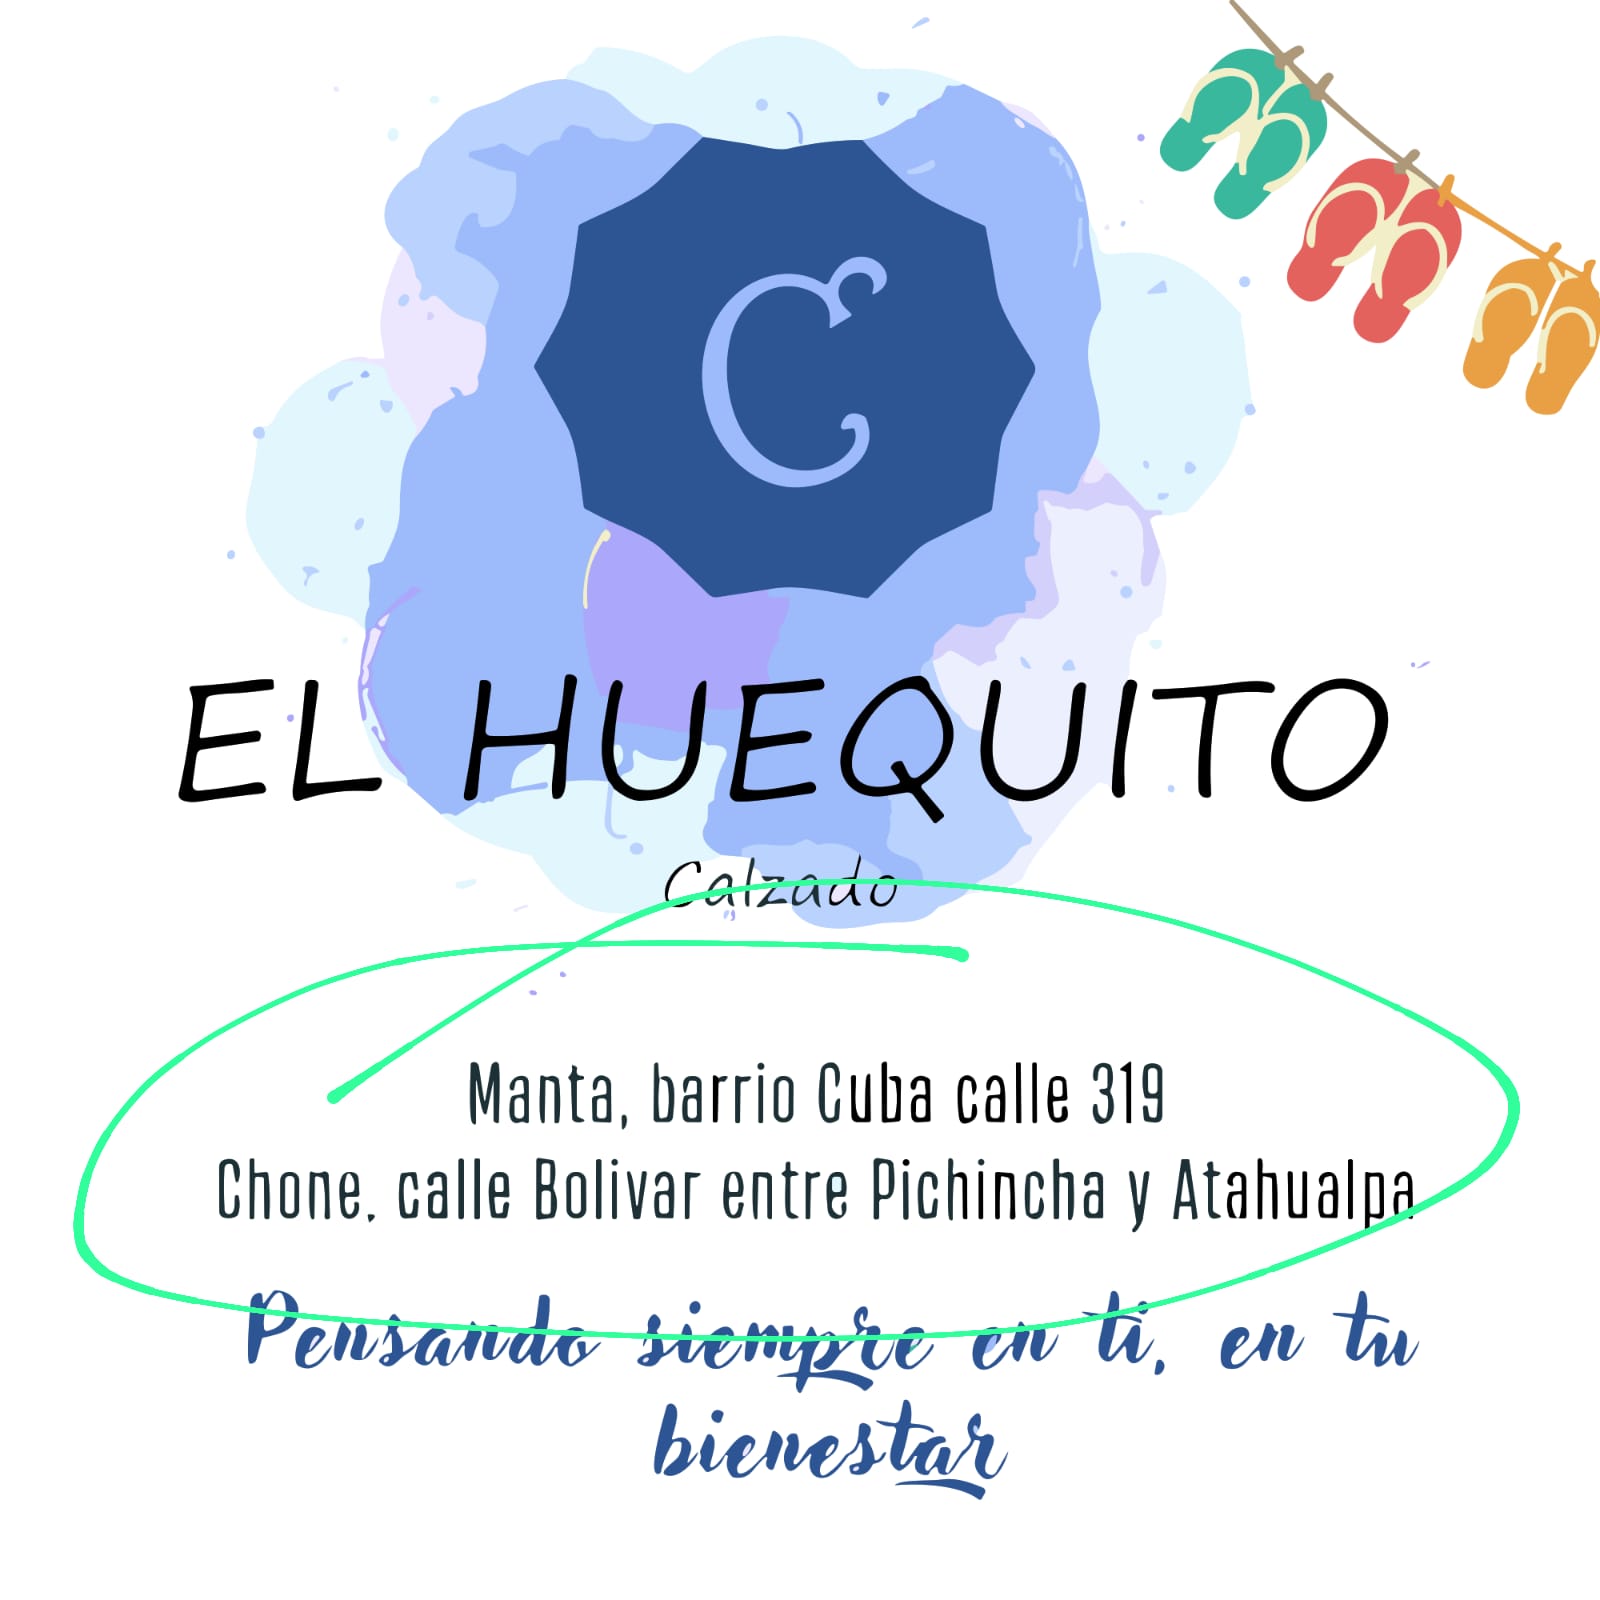 C
EL HUEQUITO
Calzado
Manta, barrio Cuba calle 319
Chone, calle Bolivar entre Pichincha y Atahualpa
Pensando siempre en ti, en tu
bienestar